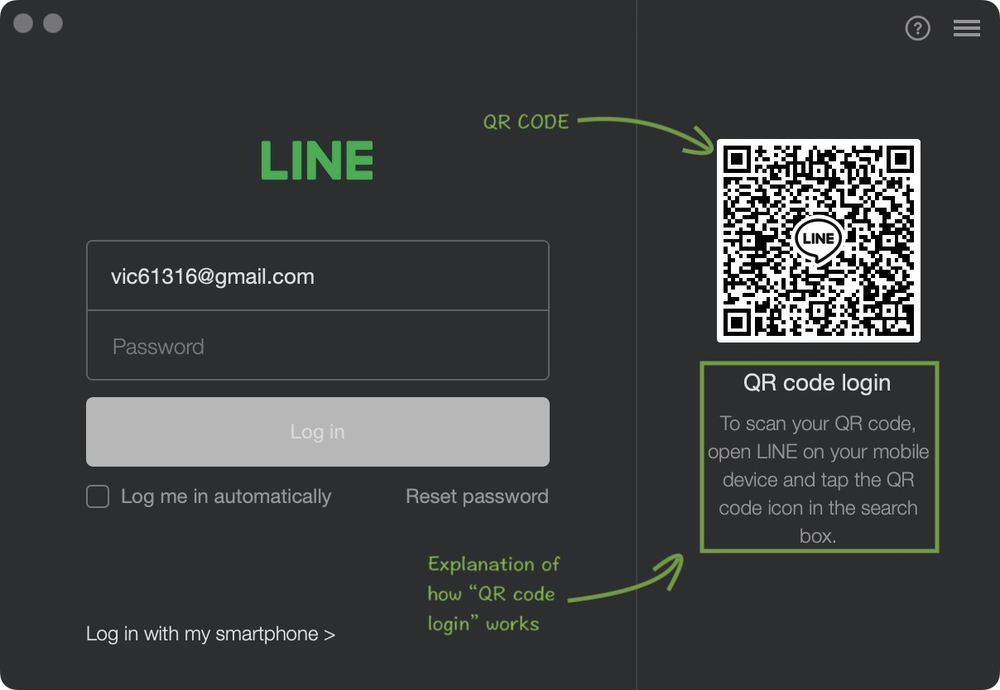 ?
QR CODE
LINE
LINE
vic61316@gmail.com
Password
Log in
Log me in automatically
Reset password
Log in with my smartphone >
QR code login
To scan your QR code,
open LINE on your mobile
device and tap the QR
code icon in the search
box.
Explanation of
how “QR code
login” works